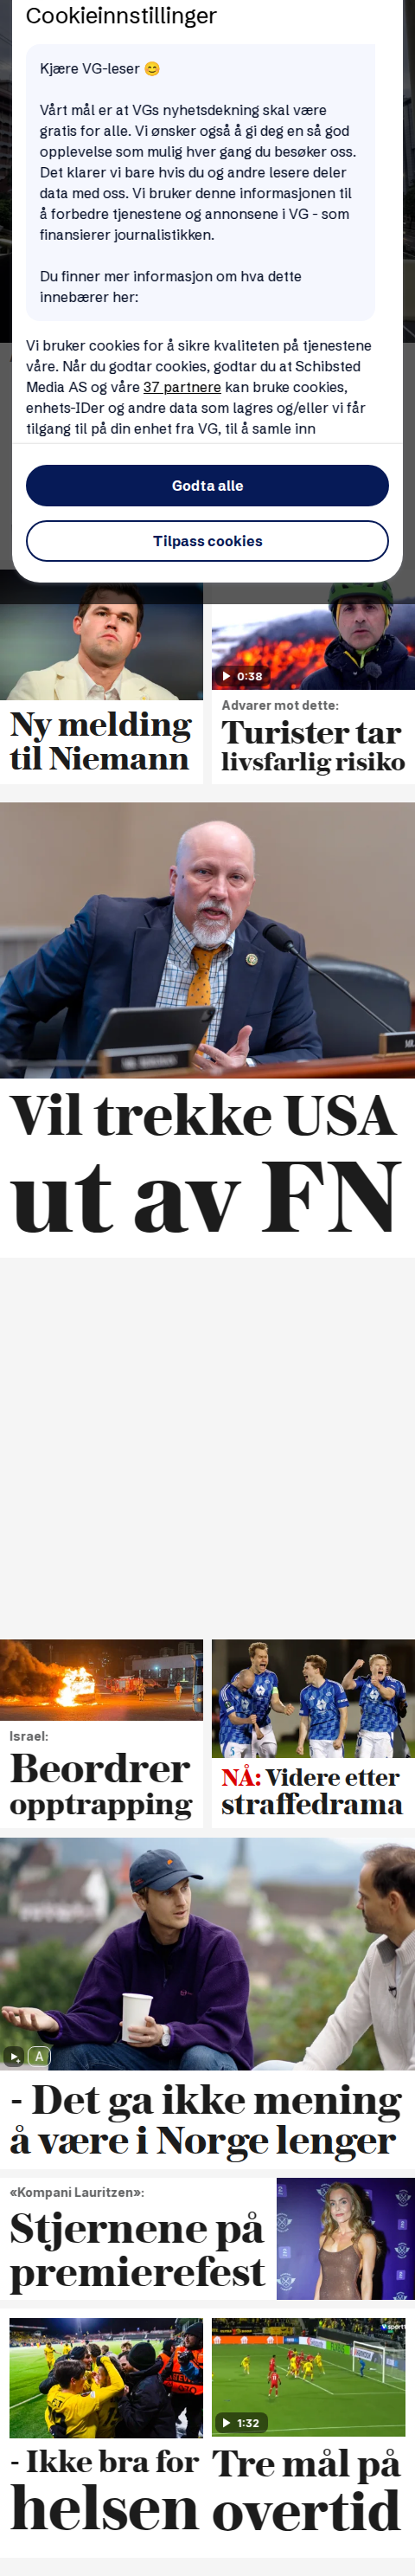 Cookieinnstillinger
Kjære VG-leser 😊
Vårt mål er at VGs nyhetsdekning skal være
gratis for alle. Vi ønsker også å gi deg en så god
opplevelse som mulig hver gang du besøker oss.
Det klarer vi bare hvis du og andre lesere deler
data med oss. Vi bruker denne informasjonen til
å forbedre tjenestene og annonsene i VG - som
finansierer journalistikken.
Du finner mer informasjon om hva dette
innebærer her:
Vi bruker cookies for å sikre kvaliteten på tjenestene
våre. Når du godtar cookies, godtar du at Schibsted
Media AS og våre 37 partnere kan bruke cookies,
enhets-IDer og andre data som lagres og/eller vi får
tilgang til på din enhet fra VG, til å samle inn
Godta alle
Tilpass cookies
Ny melding
til Niemann
0:38
Advarer mot dette:
Turister tar
livsfarlig risiko
Vil trekke USA
ut av FN
Israel:
Beordrer
opptrapping
NÅ: Videre etter
straffedrama
A
- Det ga ikke mening
å være i Norge lenger
«Kompani Lauritzen»:
Stjernene på
premierefest
- Ikke bra for
helsen
1:32
Tre mål på
overtid